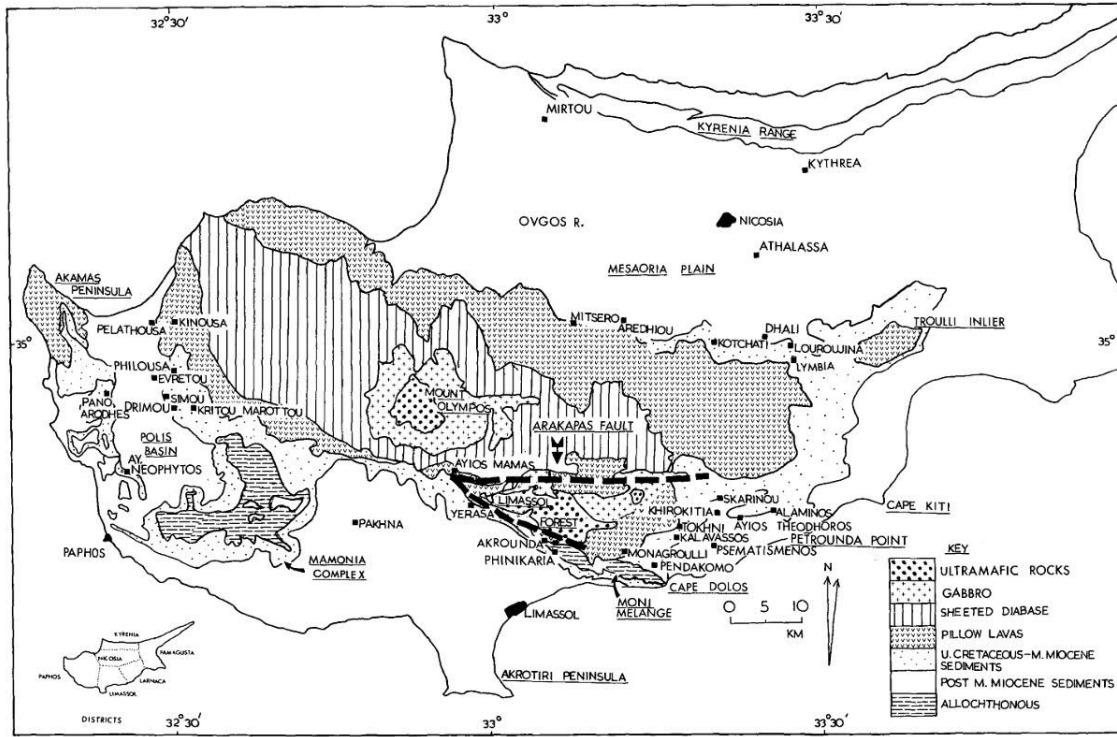 32°30'
33°
33°30'
MIRTOU
KYRENIA RANGE
KYTHREA
OVGOS R.
NICOSIA
ATHALASSA
MESAORIA PLAIN
AKAMAS
PENINSULA
PELATHOUSA
KINOUSA
MITSERO
AREDHIOU
KOTCHATI
DHALI
LOUROUJINA
LYMBIA
TROULLI INLIER
35°
35°
PHILOUSA
EVRETOU
SIMOU
DRIMOU
KRITOU MAROTTOU
PANO
ARODHES
MOUNT
OLYMPOS
ARAKAPAS
FAULT
POLIS
BASIN
AY.
NEOPHYTOS
AYIOS MAMAS
LIMASSOL
FOREST
YERASA
PAKHNA
AKROUNDA
PHINIKARIA
SKARINOU
KHIROKITIA
ALAMINOS
AYIOS THEODHOROS
TOKHNI
KALAVASSOS
PSEMATISMENOS
MONAGROULLI
PENDAKOMO
CAPE KITI
PETROUNDA POINT
PAPHOS
MAMONIA
COMPLEX
CAPE DOLOS
MONI
MELANGE
LIMASSOL
AKROTIRI PENINSULA
0 5 10
KM
N
KEY
ULTRAMAFIC ROCKS
GABBRO
SHEETED DIABASE
PILLOW LAVAS
U. CRETACEOUS-M. MIOCENE
SEDIMENTS
POST M. MIOCENE SEDIMENTS
ALLOCHTHONOUS
KYRENIA
NICOSIA
FAMAGUSTA
PAPHOS
LARNACA
LIMASSOL
DISTRICTS
32°30'
33°
33°30'